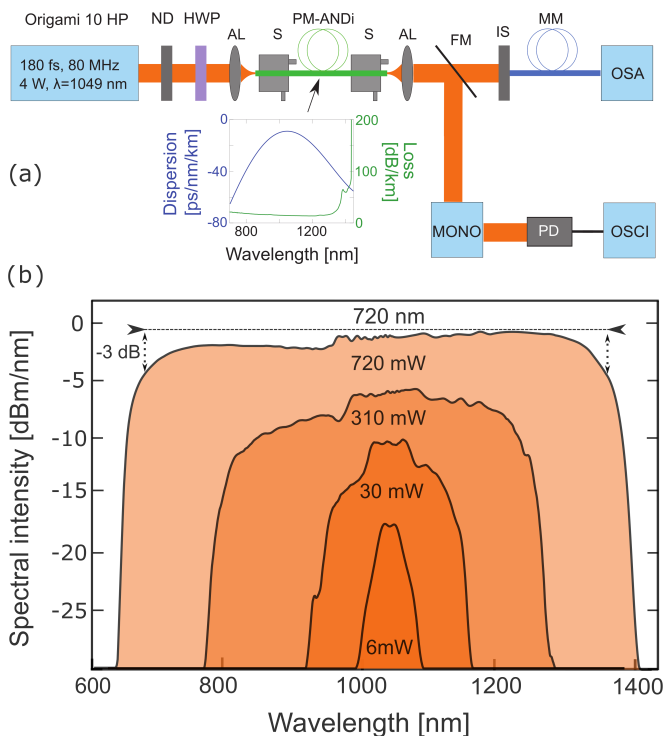 Origami 10 HP ND HWP AL S PM-ANDi S AL FM IS MM
180 fs, 80 MHz
4 W, λ=1049 nm
OSA
0 200
Dispersion
[ps/nm/km]
-40 100
Loss
[dB/km]
-80 0
800 1200
Wavelength [nm]
(a)
MONO PD OSCI
(b)
720 nm
-3 dB
720 mW
310 mW
30 mW
6mW
0
-5
-10
-15
-20
-25
Spectral intensity [dBm/nm]
600 800 1000 1200 1400
Wavelength [nm]